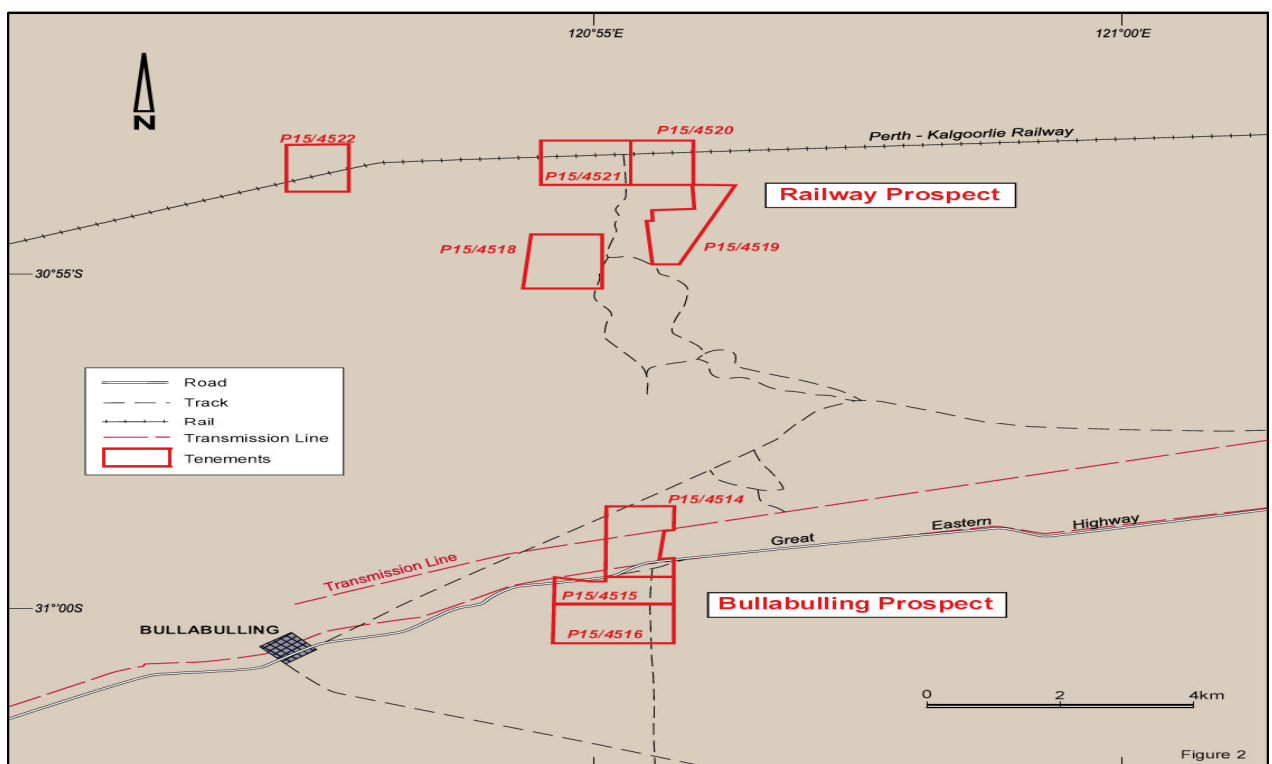 120°55'E
121°00'E
N
P15/4522
P15/4520
Perth - Kalgoorlie Railway
P15/4521
Railway Prospect
P15/4518
P15/4519
30°55'S
Road
Track
Rail
Transmission Line
Tenements
P15/4514
Great Eastern Highway
Transmission Line
P15/4515
Bullabulling Prospect
31°00'S
BULLABULLING
P15/4516
0 2 4km
Figure 2